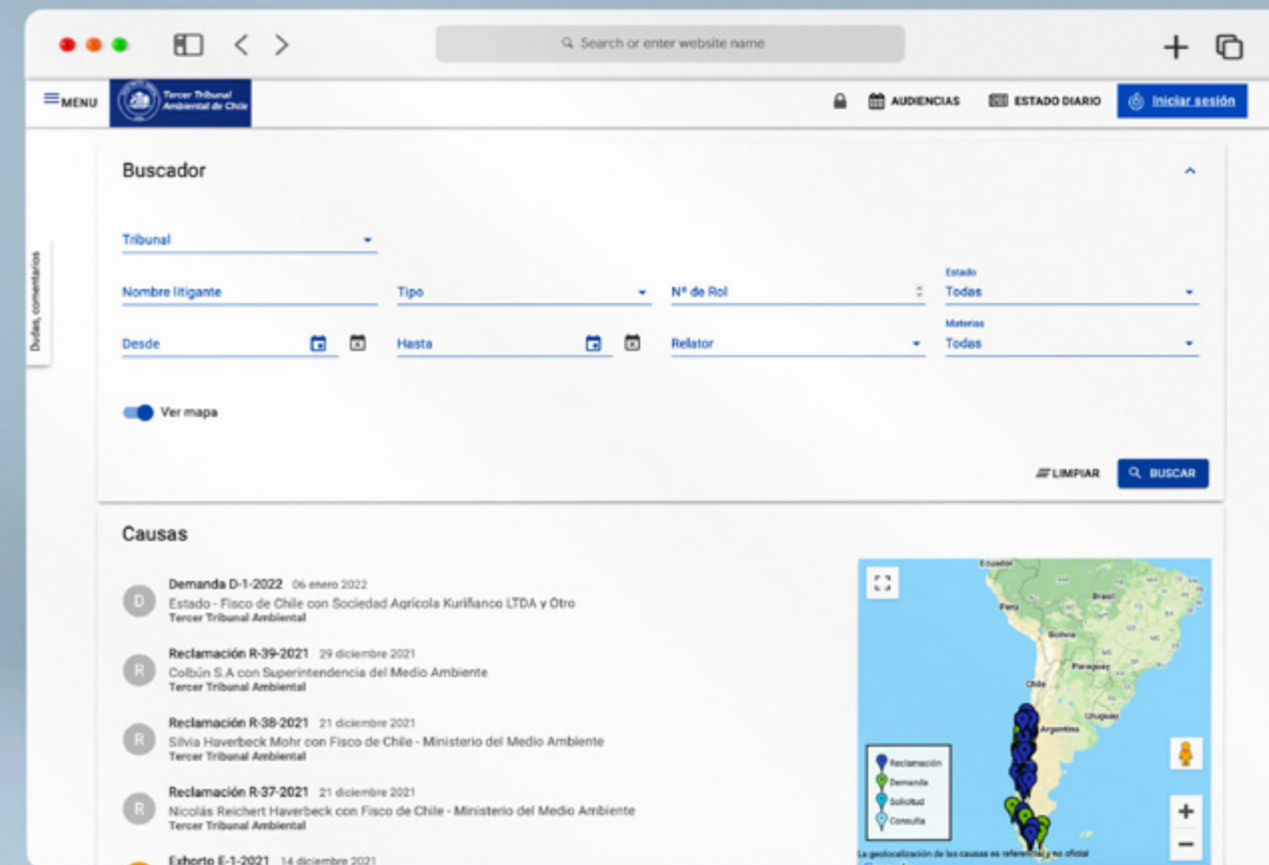 Search or enter website name
MENU
Tercer Tribunal
Ambiental de Chile
AUDIENCIAS
ESTADO DIARIO
Iniciar sesión
Dudas, comentarios
Buscador
Tribunal
Nombre litigante
Tipo
Nº de Rol
Estado
Todas
Desde
Hasta
Relator
Materias
Todas
Ver mapa
LIMPIAR
BUSCAR
Causas
D
Demanda D-1-2022 06 enero 2022
Estado - Fisco de Chile con Sociedad Agrícola Kuriñanco LTDA y Otro
Tercer Tribunal Ambiental
R
Reclamación R-39-2021 29 diciembre 2021
Colbún S.A con Superintendencia del Medio Ambiente
Tercer Tribunal Ambiental
R
Reclamación R-38-2021 21 diciembre 2021
Silvia Haverbeck Mohr con Fisco de Chile - Ministerio del Medio Ambiente
Tercer Tribunal Ambiental
R
Reclamación R-37-2021 21 diciembre 2021
Nicolás Reichert Haverbeck con Fisco de Chile - Ministerio del Medio Ambiente
Tercer Tribunal Ambiental
Exhorto E-1-2021 14 diciembre 2021
Ecuador
Perú
Brasil
Bolivia
Paraguay
Chile
Uruguay
Argentina
Reclamación
Demanda
Solicitud
Consulta
La geolocalización de las causas es referencial y no oficial